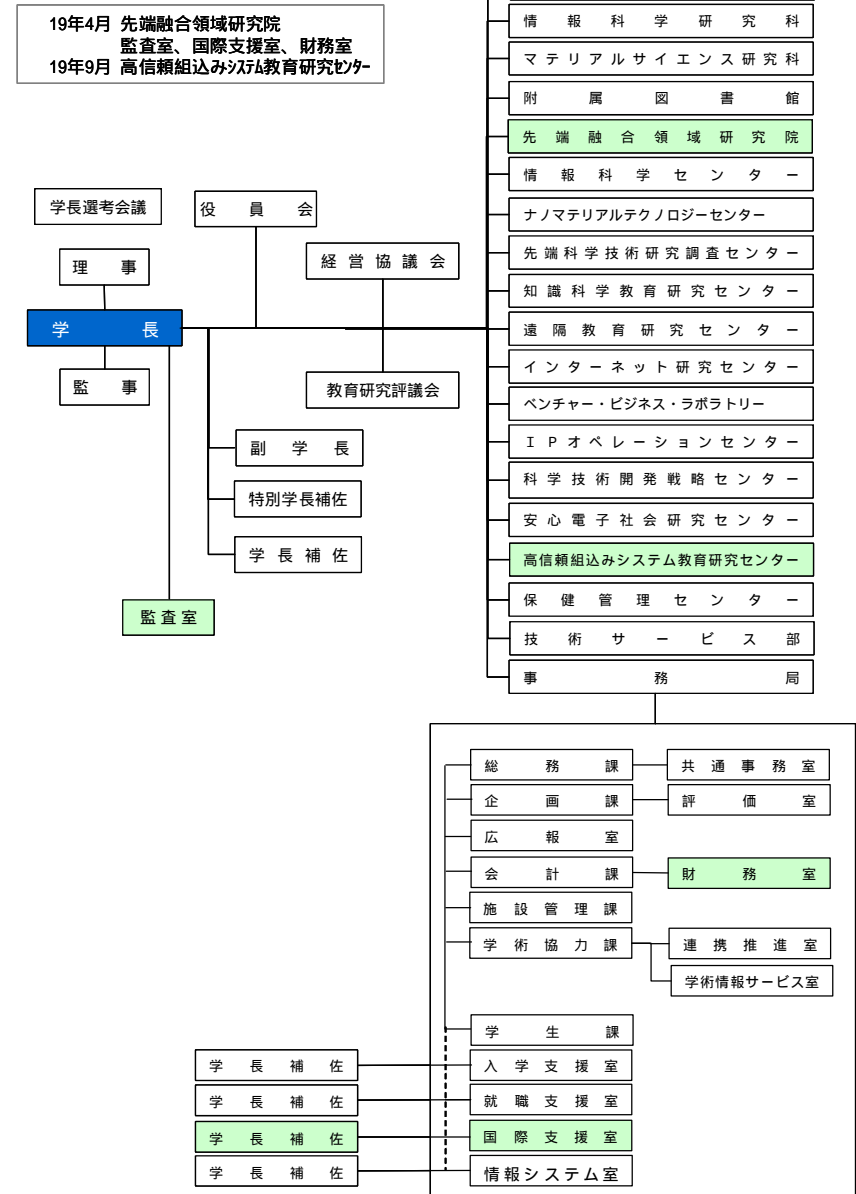 19年4月 先端融合領域研究院
監査室、国際支援室、財務室
19年9月 高信頼組込みシステム教育研究センター
情報科学研究科
マテリアルサイエンス研究科
附属図書館
先端融合領域研究院
情報科学センター
ナノマテリアルテクノロジーセンター
先端科学技術研究調査センター
知識科学教育研究センター
遠隔教育研究センター
インターネット研究センター
ベンチャー・ビジネス・ラボラトリー
IPオペレーションセンター
科学技術開発戦略センター
安心電子社会研究センター
高信頼組込みシステム教育研究センター
保健管理センター
技術サービス部
事務局
学長選考会議
役員会
経営協議会
理事
学長
監事
教育研究評議会
副学長
特別学長補佐
学長補佐
監査室
総務課
共通事務室
企画課
評価室
広報室
会計課
財務室
施設管理課
学術協力課
連携推進室
学術情報サービス室
学生課
学長補佐
入学支援室
学長補佐
就職支援室
学長補佐
国際支援室
学長補佐
情報システム室